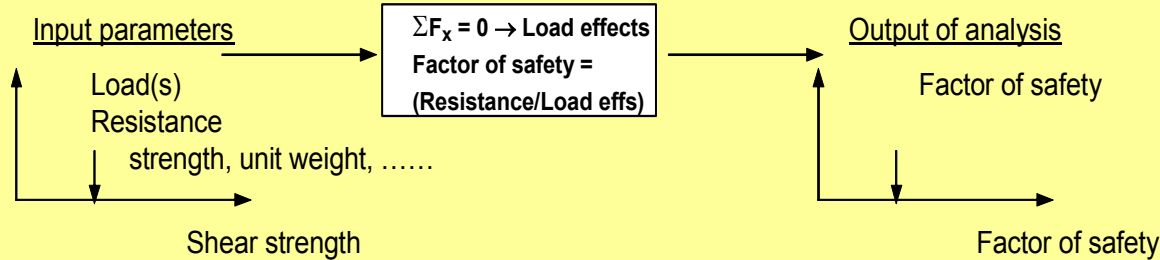 Input parameters
Load(s)
Resistance
strength, unit weight, ……
Shear strength
ΣFx = 0 → Load effects
Factor of safety =
(Resistance/Load effs)
Output of analysis
Factor of safety
Factor of safety